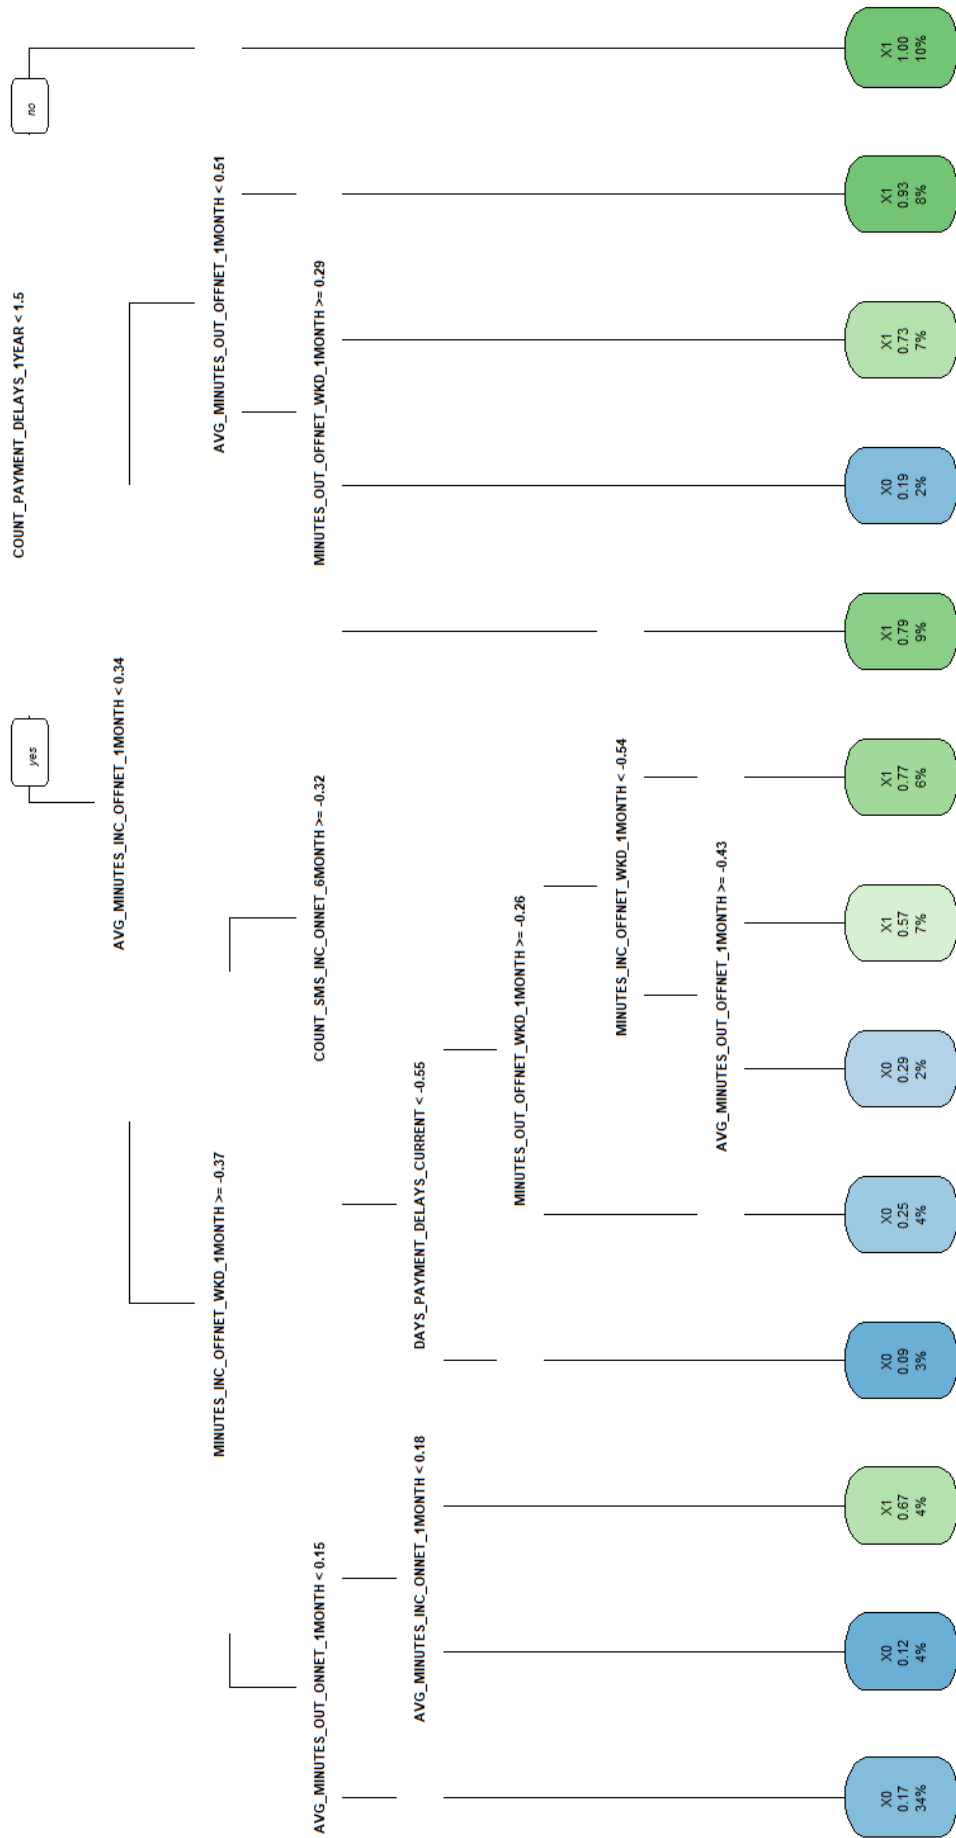 COUNT_PAYMENT_DELAYS_1YEAR < 1.5
yes
no
AVG_MINUTES_INC_OFFNET_1MONTH < 0.34
MINUTES_INC_OFFNET_WKD_1MONTH >= -0.37
AVG_MINUTES_OUT_OFFNET_1MONTH < 0.51
AVG_MINUTES_OUT_ONNET_1MONTH < 0.15
COUNT_SMS_INC_ONNET_6MONTH >= -0.32
MINUTES_OUT_OFFNET_WKD_1MONTH >= 0.29
AVG_MINUTES_INC_ONNET_1MONTH < 0.18
DAYS_PAYMENT_DELAYS_CURRENT < -0.55
MINUTES_OUT_OFFNET_WKD_1MONTH >= -0.26
MINUTES_INC_OFFNET_WKD_1MONTH < -0.54
AVG_MINUTES_OUT_OFFNET_1MONTH >= -0.43
X0
0.17
34%
X0
0.12
4%
X1
0.67
4%
X0
0.09
3%
X0
0.25
4%
X0
0.29
2%
X1
0.57
7%
X1
0.77
6%
X1
0.79
9%
X0
0.19
2%
X1
0.73
7%
X1
0.93
8%
X1
1.00
10%